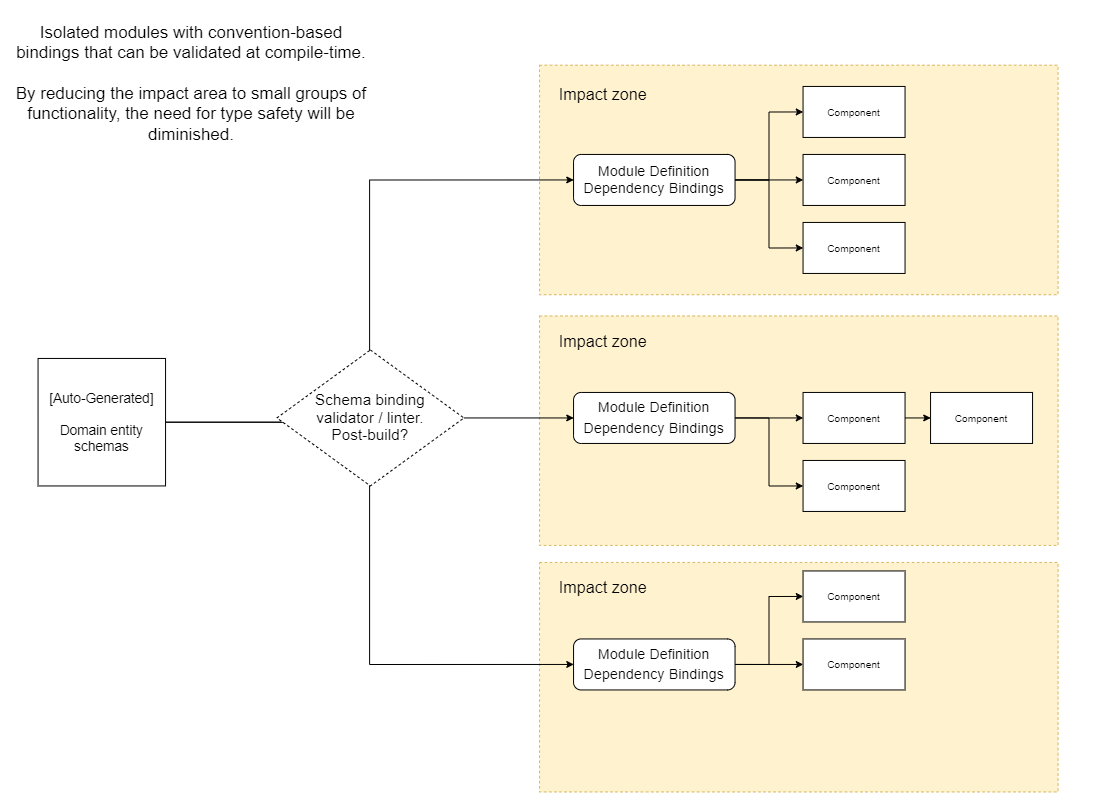 Isolated modules with convention-based
bindings that can be validated at compile-time.
By reducing the impact area to small groups of
functionality, the need for type safety will be
diminished.
Impact zone
Component
Module Definition
Dependency Bindings
Component
Component
[Auto-Generated]
Domain entity
schemas
Schema binding
validator / linter.
Post-build?
Impact zone
Module Definition
Dependency Bindings
Component
Component
Component
Impact zone
Component
Module Definition
Dependency Bindings
Component